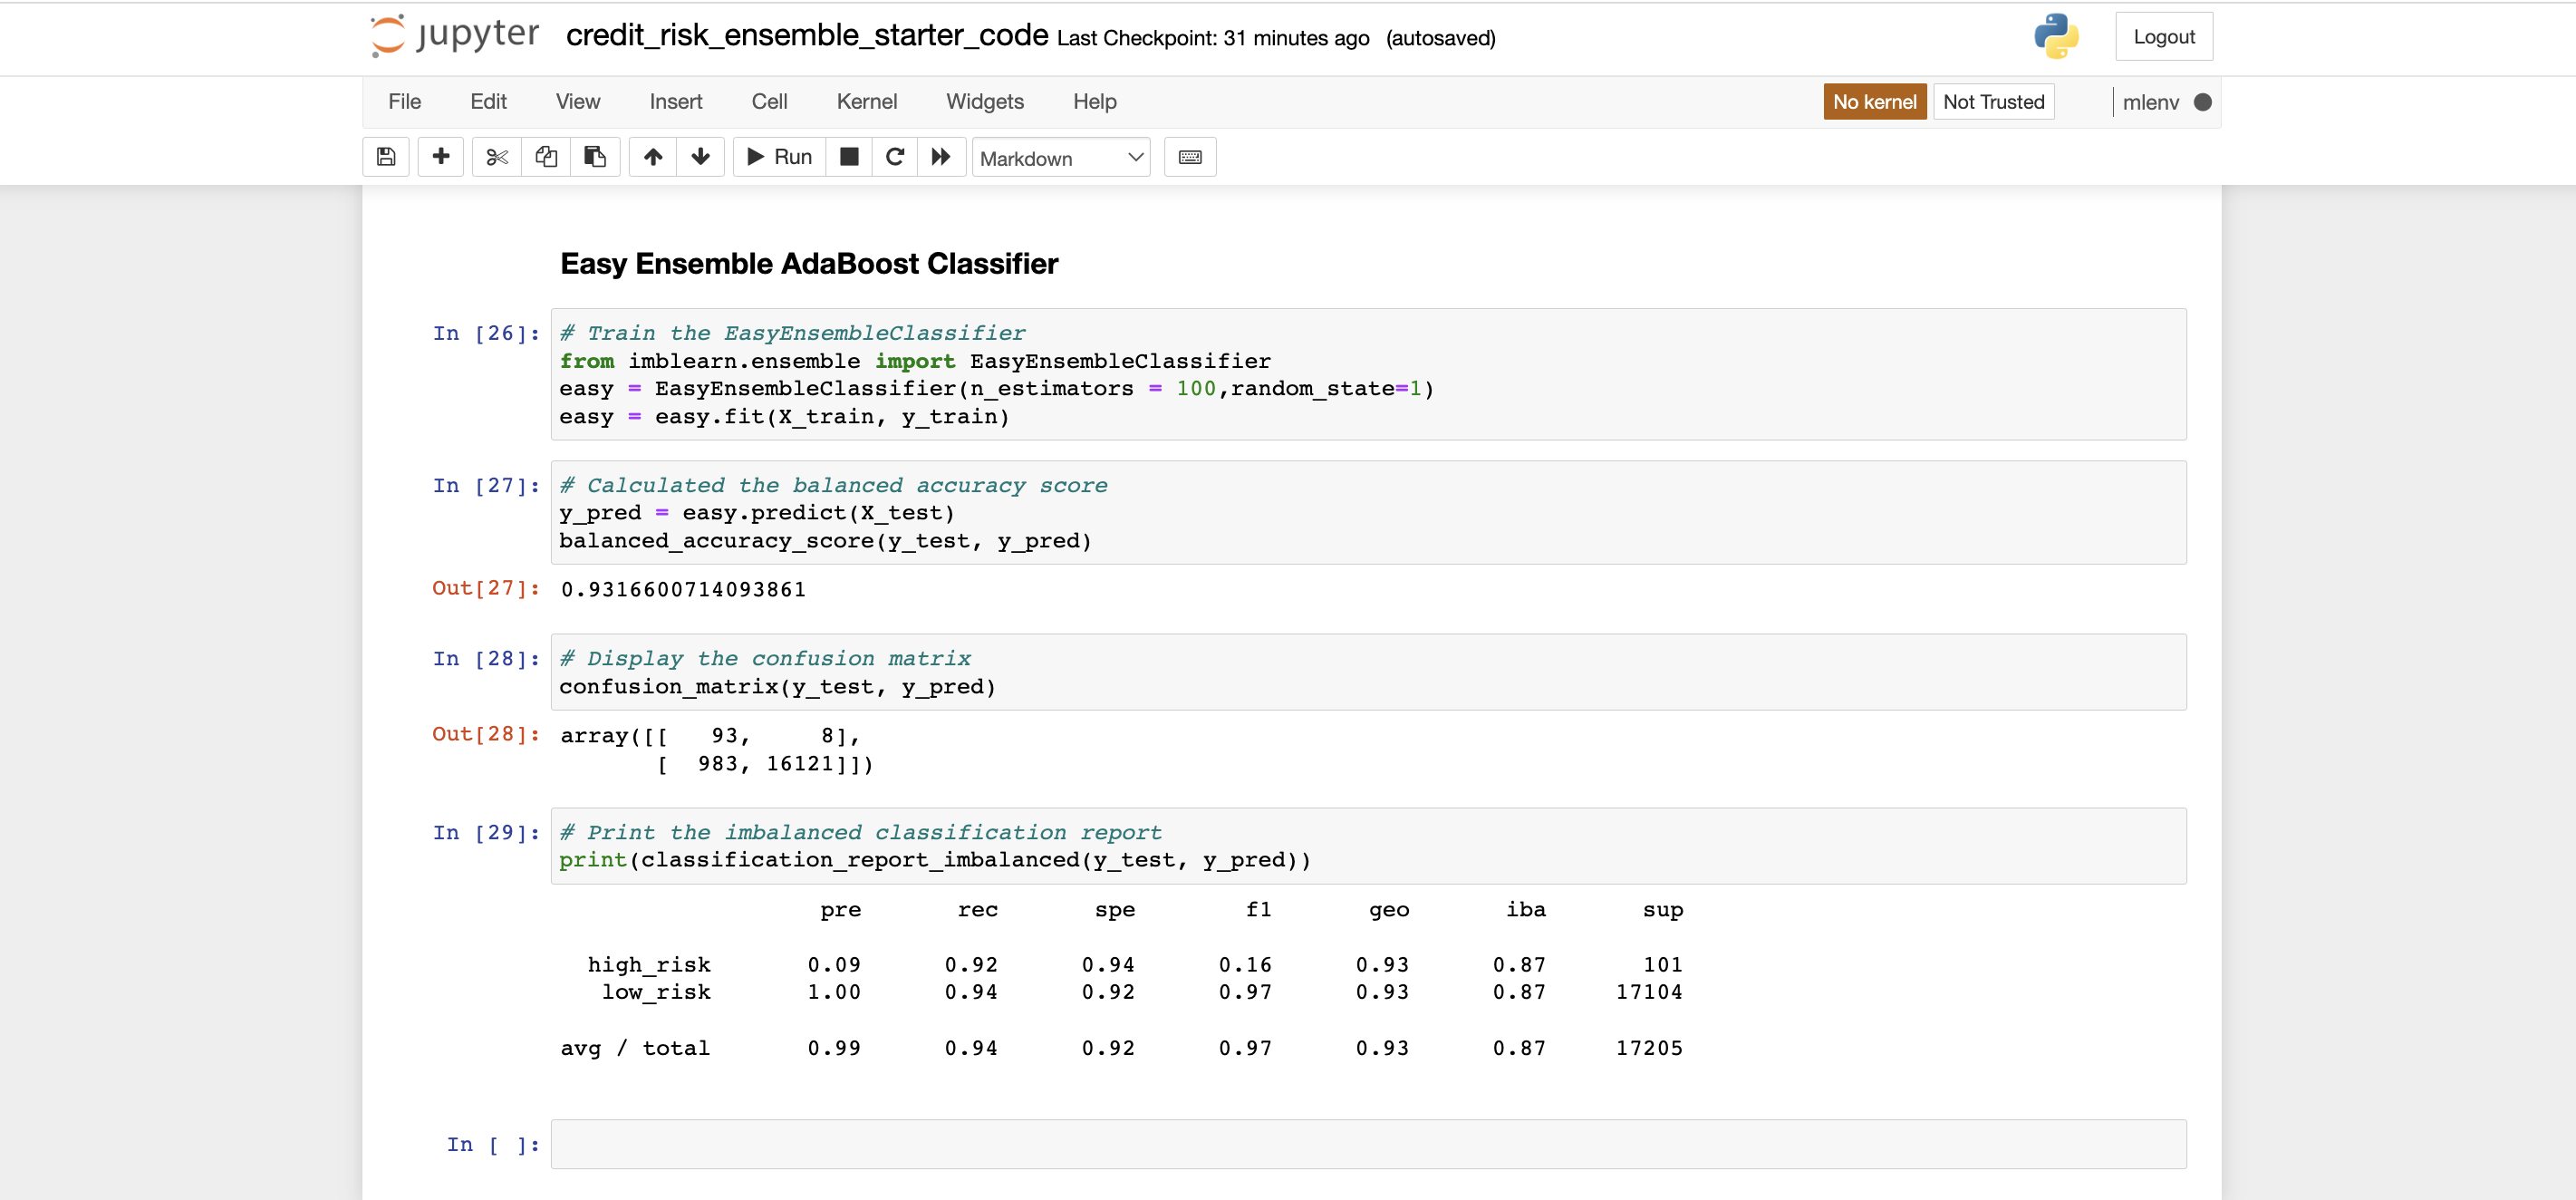 jupyter credit_risk_ensemble_starter_code Last Checkpoint: 31 minutes ago (autosaved) Logout
File Edit View Insert Cell Kernel Widgets Help No kernel Not Trusted mlenv
Run Markdown
Easy Ensemble AdaBoost Classifier
In [26]: # Train the EasyEnsembleClassifier
from imblearn.ensemble import EasyEnsembleClassifier
easy = EasyEnsembleClassifier(n_estimators = 100,random_state=1)
easy = easy.fit(X_train, y_train)
In [27]: # Calculated the balanced accuracy score
y_pred = easy.predict(X_test)
balanced_accuracy_score(y_test, y_pred)
Out[27]: 0.9316600714093861
In [28]: # Display the confusion matrix
confusion_matrix(y_test, y_pred)
Out[28]: array([[ 93, 8],
[ 983, 16121]])
In [29]: # Print the imbalanced classification report
print(classification_report_imbalanced(y_test, y_pred))
pre rec spe f1 geo iba sup
high_risk 0.09 0.92 0.94 0.16 0.93 0.87 101
low_risk 1.00 0.94 0.92 0.97 0.93 0.87 17104
avg / total 0.99 0.94 0.92 0.97 0.93 0.87 17205
In [ ]: